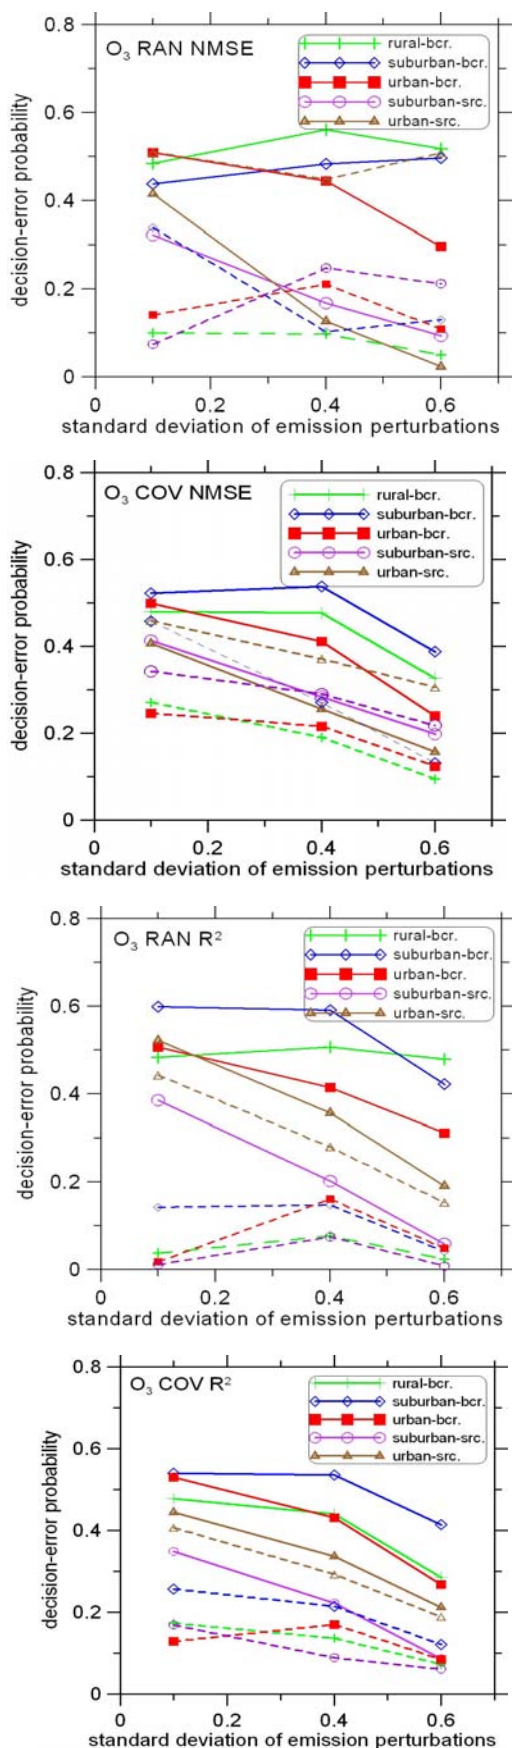 0.8
O₃ RAN NMSE
rural-bcr.
suburban-bcr.
urban-bcr.
suburban-src.
urban-src.
0.6
0.4
0.2
0
decision-error probability
0 0.2 0.4 0.6
standard deviation of emission perturbations
0.8
O₃ COV NMSE
rural-bcr.
suburban-bcr.
urban-bcr.
suburban-src.
urban-src.
0.6
0.4
0.2
0
decision-error probability
0 0.2 0.4 0.6
standard deviation of emission perturbations
0.8
O₃ RAN R²
rural-bcr.
suburban-bcr.
urban-bcr.
suburban-src.
urban-src.
0.6
0.4
0.2
0
decision-error probability
0 0.2 0.4 0.6
standard deviation of emission perturbations
0.8
O₃ COV R²
rural-bcr.
suburban-bcr.
urban-bcr.
suburban-src.
urban-src.
0.6
0.4
0.2
0
decision-error probability
0 0.2 0.4 0.6
standard deviation of emission perturbations